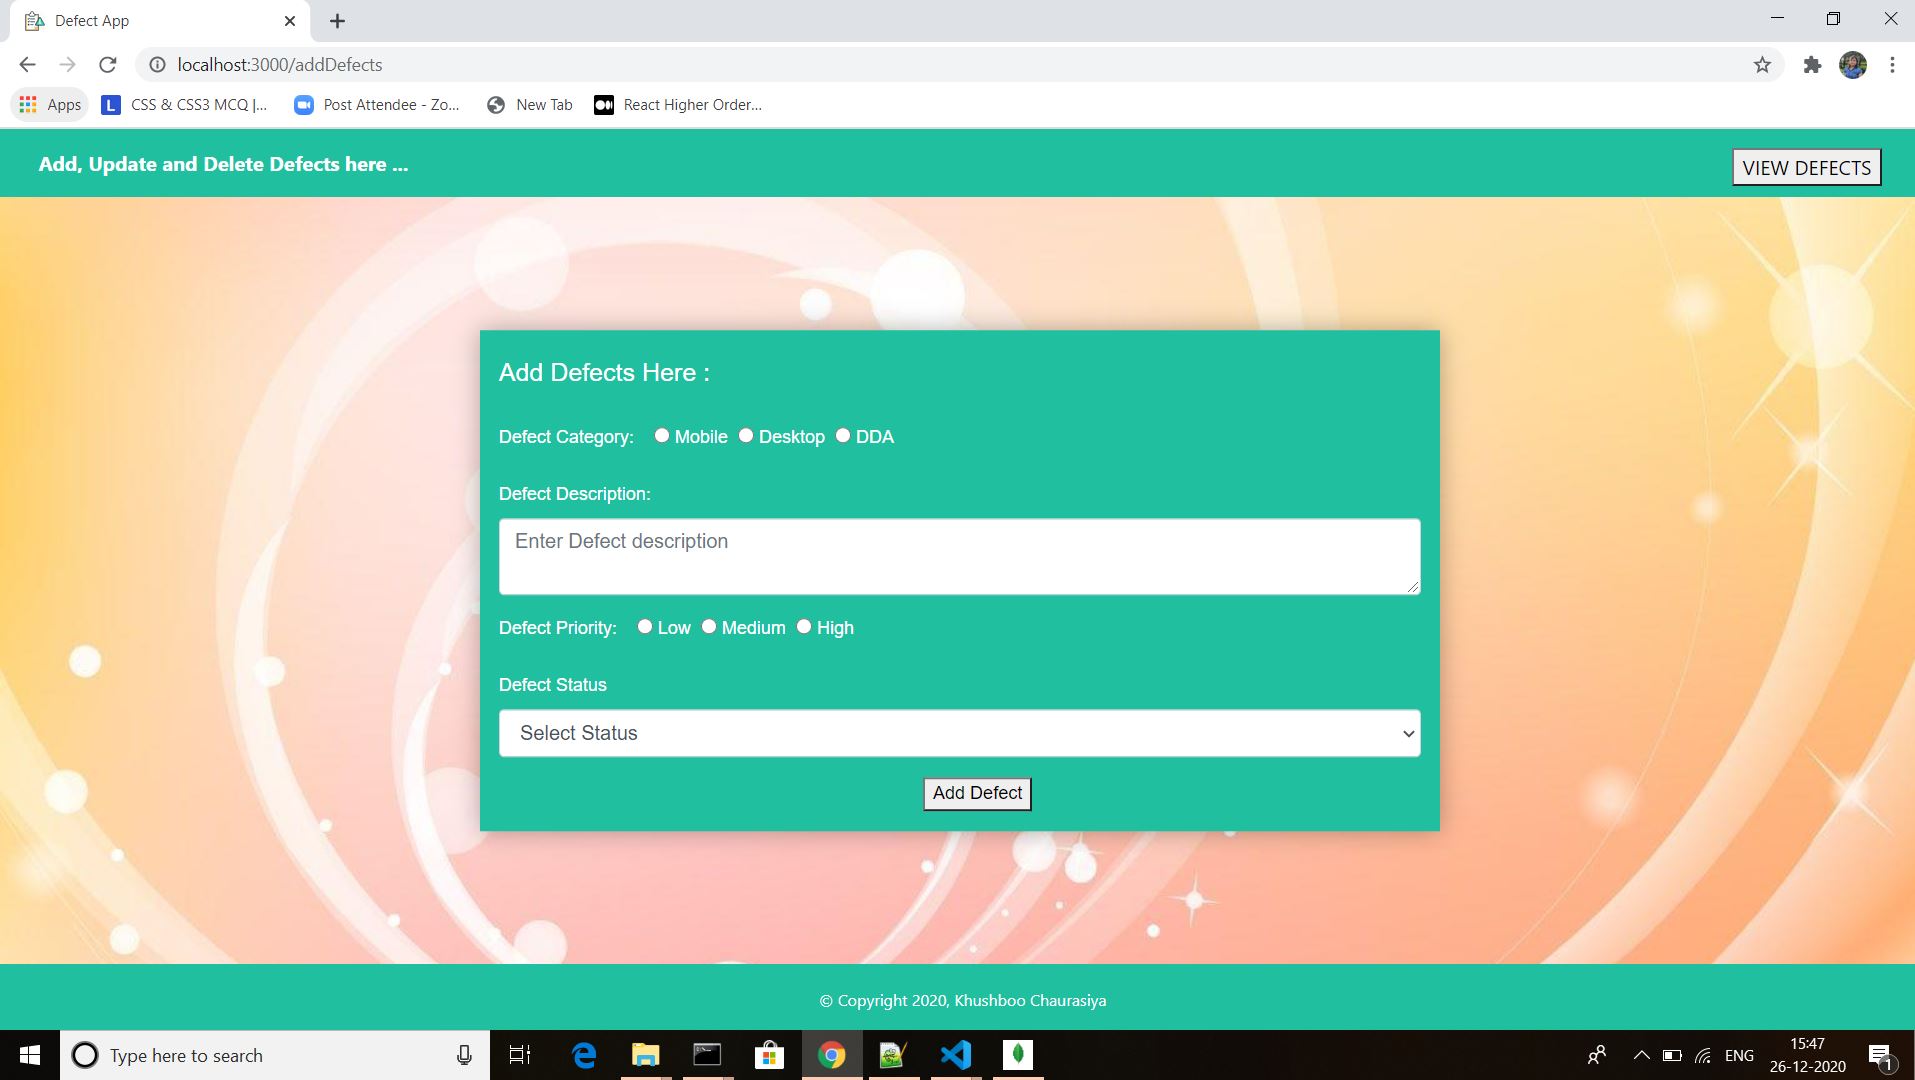 Defect App
localhost:3000/addDefects
Apps
CSS & CSS3 MCQ |...
Post Attendee - Zo...
New Tab
React Higher Order...
Add, Update and Delete Defects here ...
VIEW DEFECTS
Add Defects Here :
Defect Category: Mobile Desktop DDA
Defect Description:
Enter Defect description
Defect Priority: Low Medium High
Defect Status
Select Status
Add Defect
© Copyright 2020, Khushboo Chaurasiya
Type here to search
ENG
15:47
26-12-2020
1